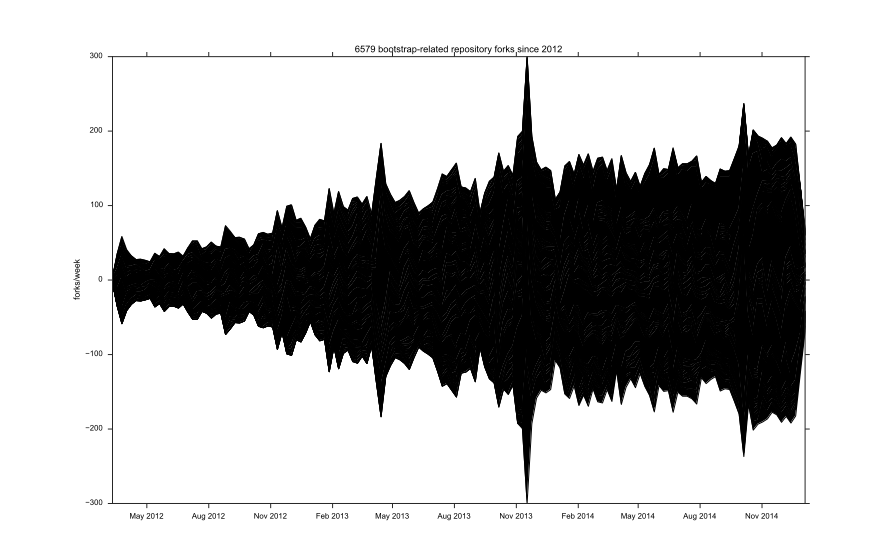 6579 bootstrap-related repository forks since 2012
300
200
100
0
−100
−200
−300
forks/week
May 2012 Aug 2012 Nov 2012 Feb 2013 May 2013 Aug 2013 Nov 2013 Feb 2014 May 2014 Aug 2014 Nov 2014